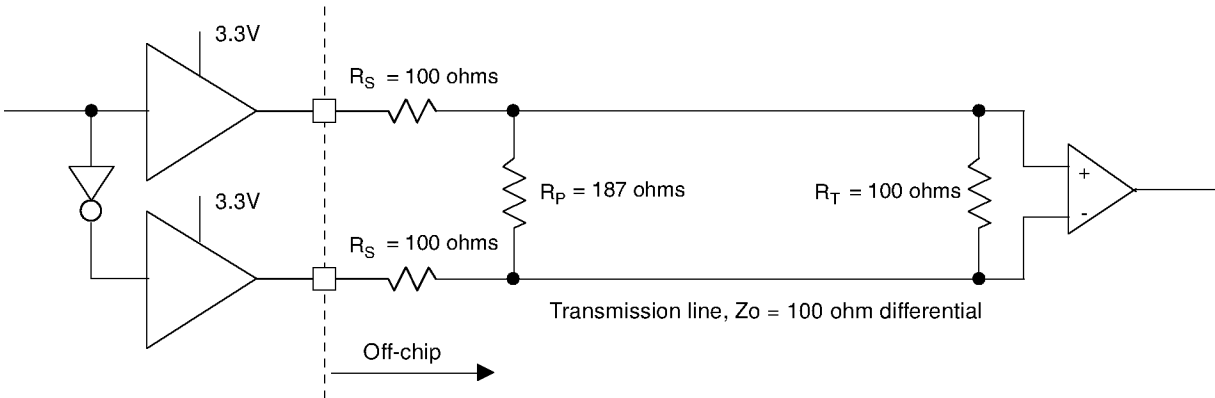 3.3V
R_S = 100 ohms
R_P = 187 ohms
R_T = 100 ohms
+
-
3.3V
R_S = 100 ohms
Transmission line, Zo = 100 ohm differential
Off-chip